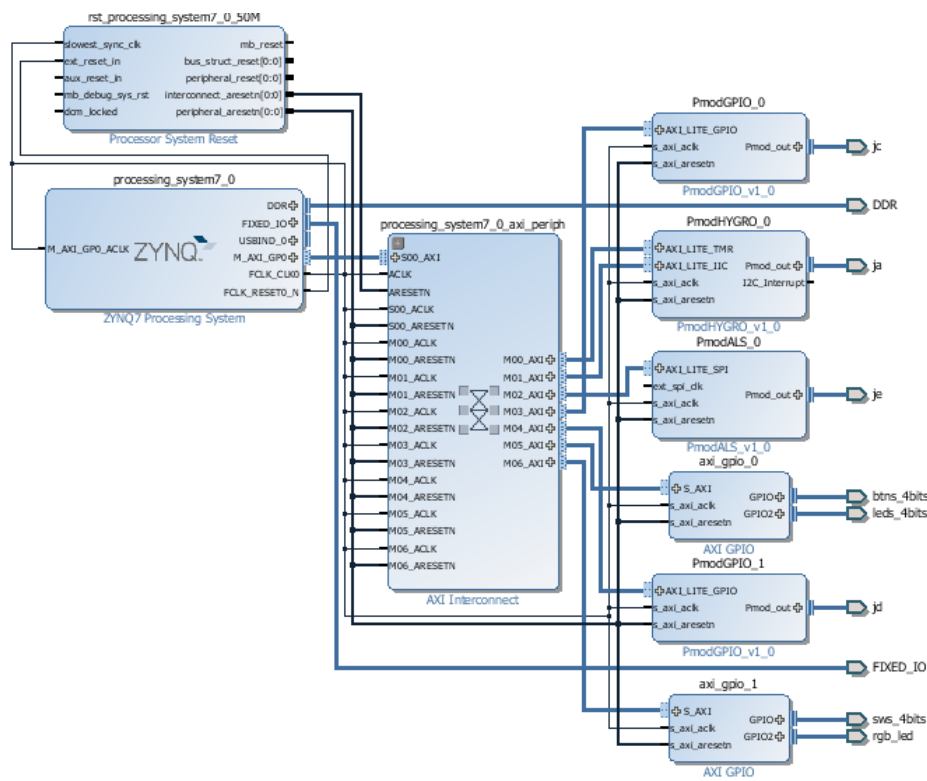 rst_processing_system7_0_50M
slowest_sync_clk
ext_reset_in
aux_reset_in
mb_debug_sys_rst
dcm_locked
mb_reset
bus_struct_reset[0:0]
peripheral_reset[0:0]
interconnect_aresetn[0:0]
peripheral_aresetn[0:0]
Processor System Reset
processing_system7_0
M_AXI_GP0_ACLK
ZYNQ
DDR
FIXED_IO
USBIND_0
M_AXI_GP0
FCLK_CLK0
FCLK_RESET0_N
ZYNQ7 Processing System
processing_system7_0_axi_periph
S00_AXI
ACLK
ARESETN
S00_ACLK
S00_ARESETN
M00_ACLK
M00_ARESETN
M01_ACLK
M01_ARESETN
M02_ACLK
M02_ARESETN
M03_ACLK
M03_ARESETN
M04_ACLK
M04_ARESETN
M05_ACLK
M05_ARESETN
M06_ACLK
M06_ARESETN
M00_AXI
M01_AXI
M02_AXI
M03_AXI
M04_AXI
M05_AXI
M06_AXI
AXI Interconnect
PmodGPIO_0
AXI_LITE_GPIO
s_axi_aclk
s_axi_aresetn
Pmod_out
PmodGPIO_v1_0
jc
DDR
PmodHYGRO_0
AXI_LITE_TMR
AXI_LITE_IIC
s_axi_aclk
s_axi_aresetn
Pmod_out
I2C_Interrupt
PmodHYGRO_v1_0
ja
PmodALS_0
AXI_LITE_SPI
ext_spi_clk
s_axi_aclk
s_axi_aresetn
Pmod_out
PmodALS_v1_0
je
axi_gpio_0
S_AXI
s_axi_aclk
s_axi_aresetn
GPIO
GPIO2
AXI GPIO
btns_4bits
leds_4bits
PmodGPIO_1
AXI_LITE_GPIO
s_axi_aclk
s_axi_aresetn
Pmod_out
PmodGPIO_v1_0
jd
FIXED_IO
axi_gpio_1
S_AXI
s_axi_aclk
s_axi_aresetn
GPIO
GPIO2
AXI GPIO
sws_4bits
rgb_led